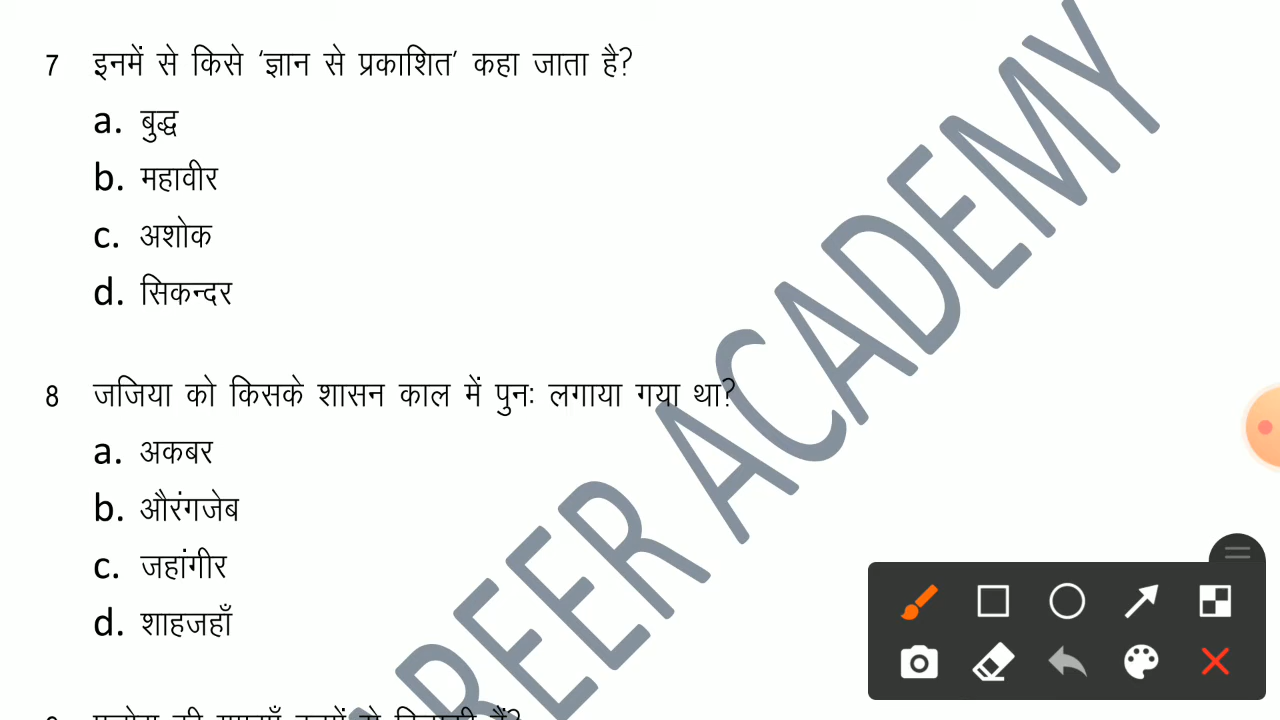 7 इनमें से किसे ‘ज्ञान से प्रकाशित’ कहा जाता है?
a. बुद्ध
b. महावीर
c. अशोक
d. सिकन्दर
8 जजिया को किसके शासन काल में पुनः लगाया गया था?
a. अकबर
b. औरंगजेब
c. जहांगीर
d. शाहजहाँ
AREER ACADEMY